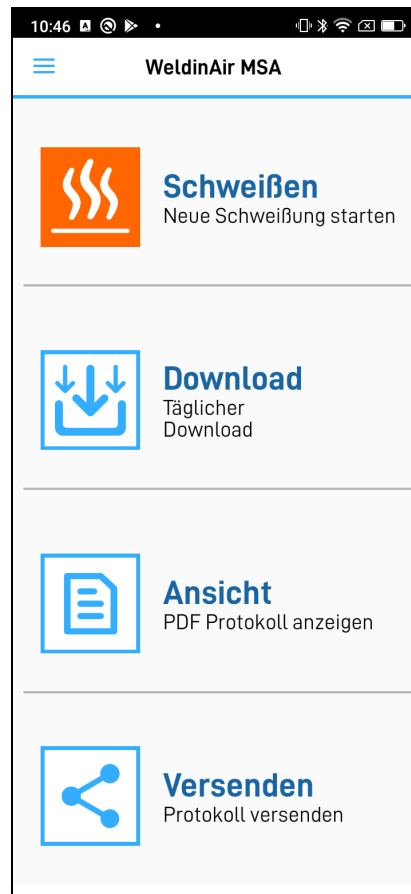 10:46
WeldinAir MSA
Schweißen
Neue Schweißung starten
Download
Täglicher
Download
Ansicht
PDF Protokoll anzeigen
Versenden
Protokoll versenden